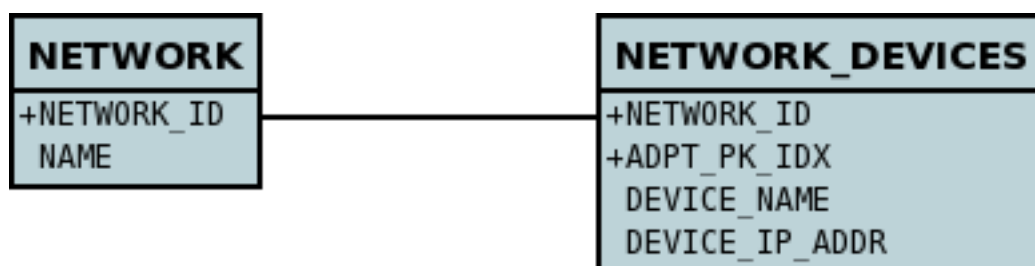 NETWORK
+NETWORK_ID
NAME
NETWORK_DEVICES
+NETWORK_ID
+ADPT_PK_IDX
DEVICE_NAME
DEVICE_IP_ADDR